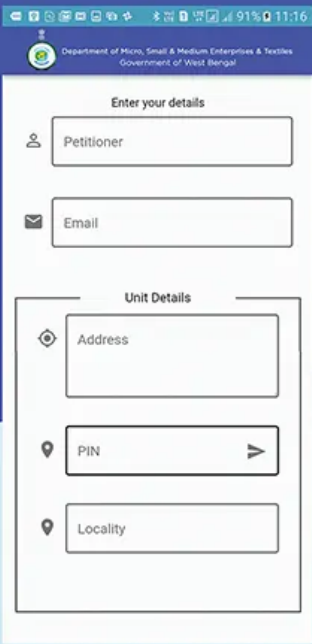 91% 11:16
Department of Micro, Small & Medium Enterprises & Textiles
Government of West Bengal
Enter your details
Petitioner
Email
Unit Details
Address
PIN
Locality